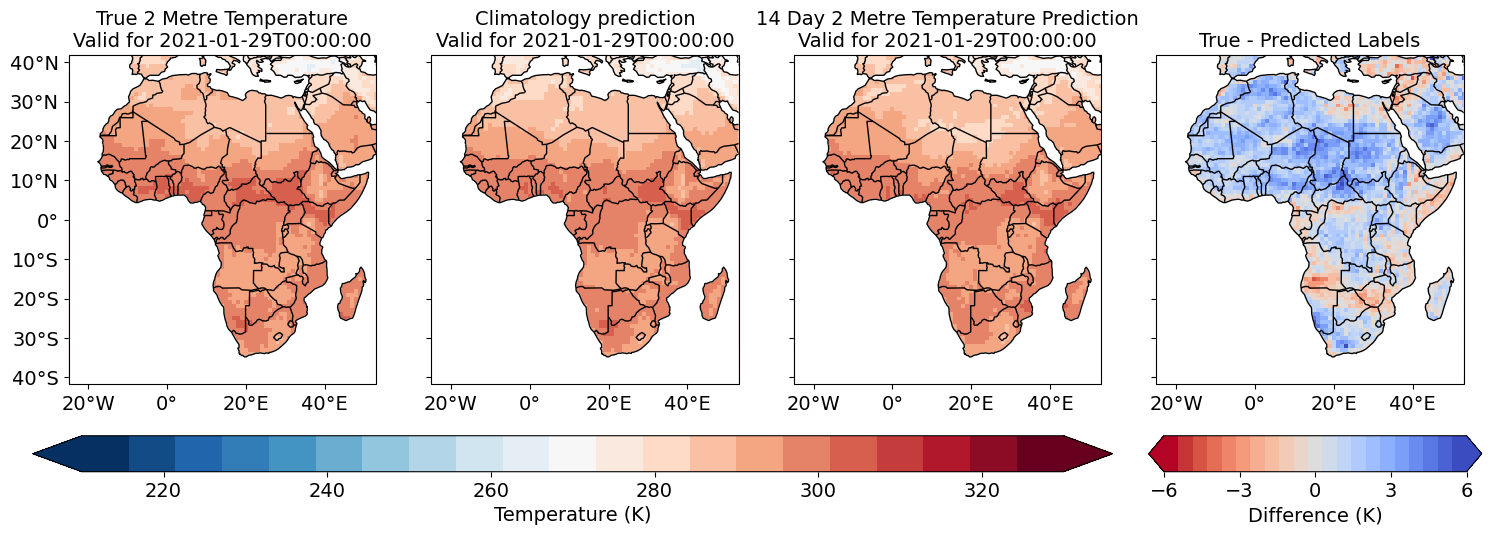 True 2 Metre Temperature
Valid for 2021-01-29T00:00:00
Climatology prediction
Valid for 2021-01-29T00:00:00
14 Day 2 Metre Temperature Prediction
Valid for 2021-01-29T00:00:00
True - Predicted Labels
40°N
30°N
20°N
10°N
0°
10°S
20°S
30°S
40°S
20°W 0° 20°E 40°E
20°W 0° 20°E 40°E
20°W 0° 20°E 40°E
20°W 0° 20°E 40°E
220 240 260 280 300 320
Temperature (K)
−6 −3 0 3 6
Difference (K)